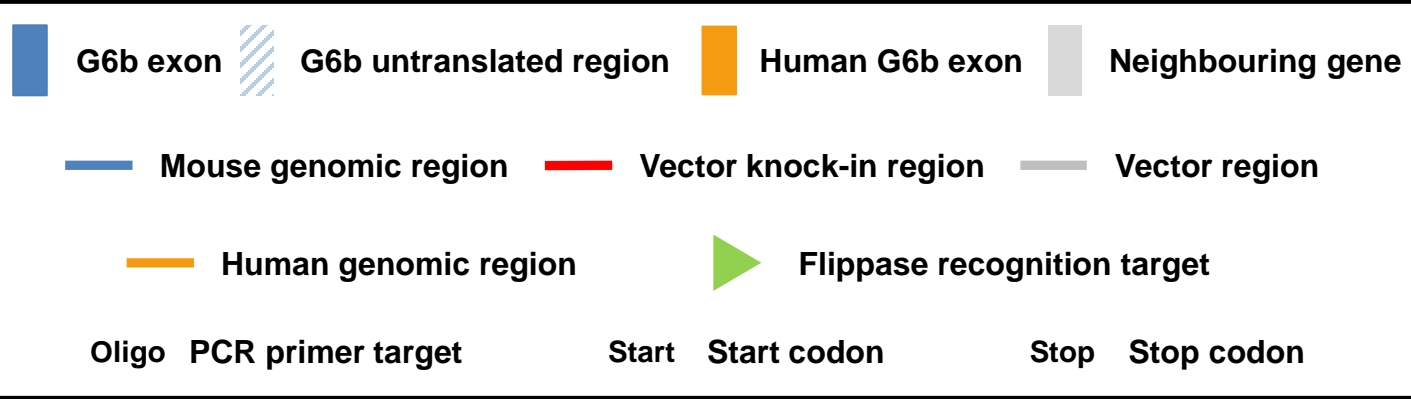 G6b exon G6b untranslated region Human G6b exon Neighbouring gene
Mouse genomic region Vector knock-in region Vector region
Human genomic region Flippase recognition target
Oligo PCR primer target Start Start codon Stop Stop codon